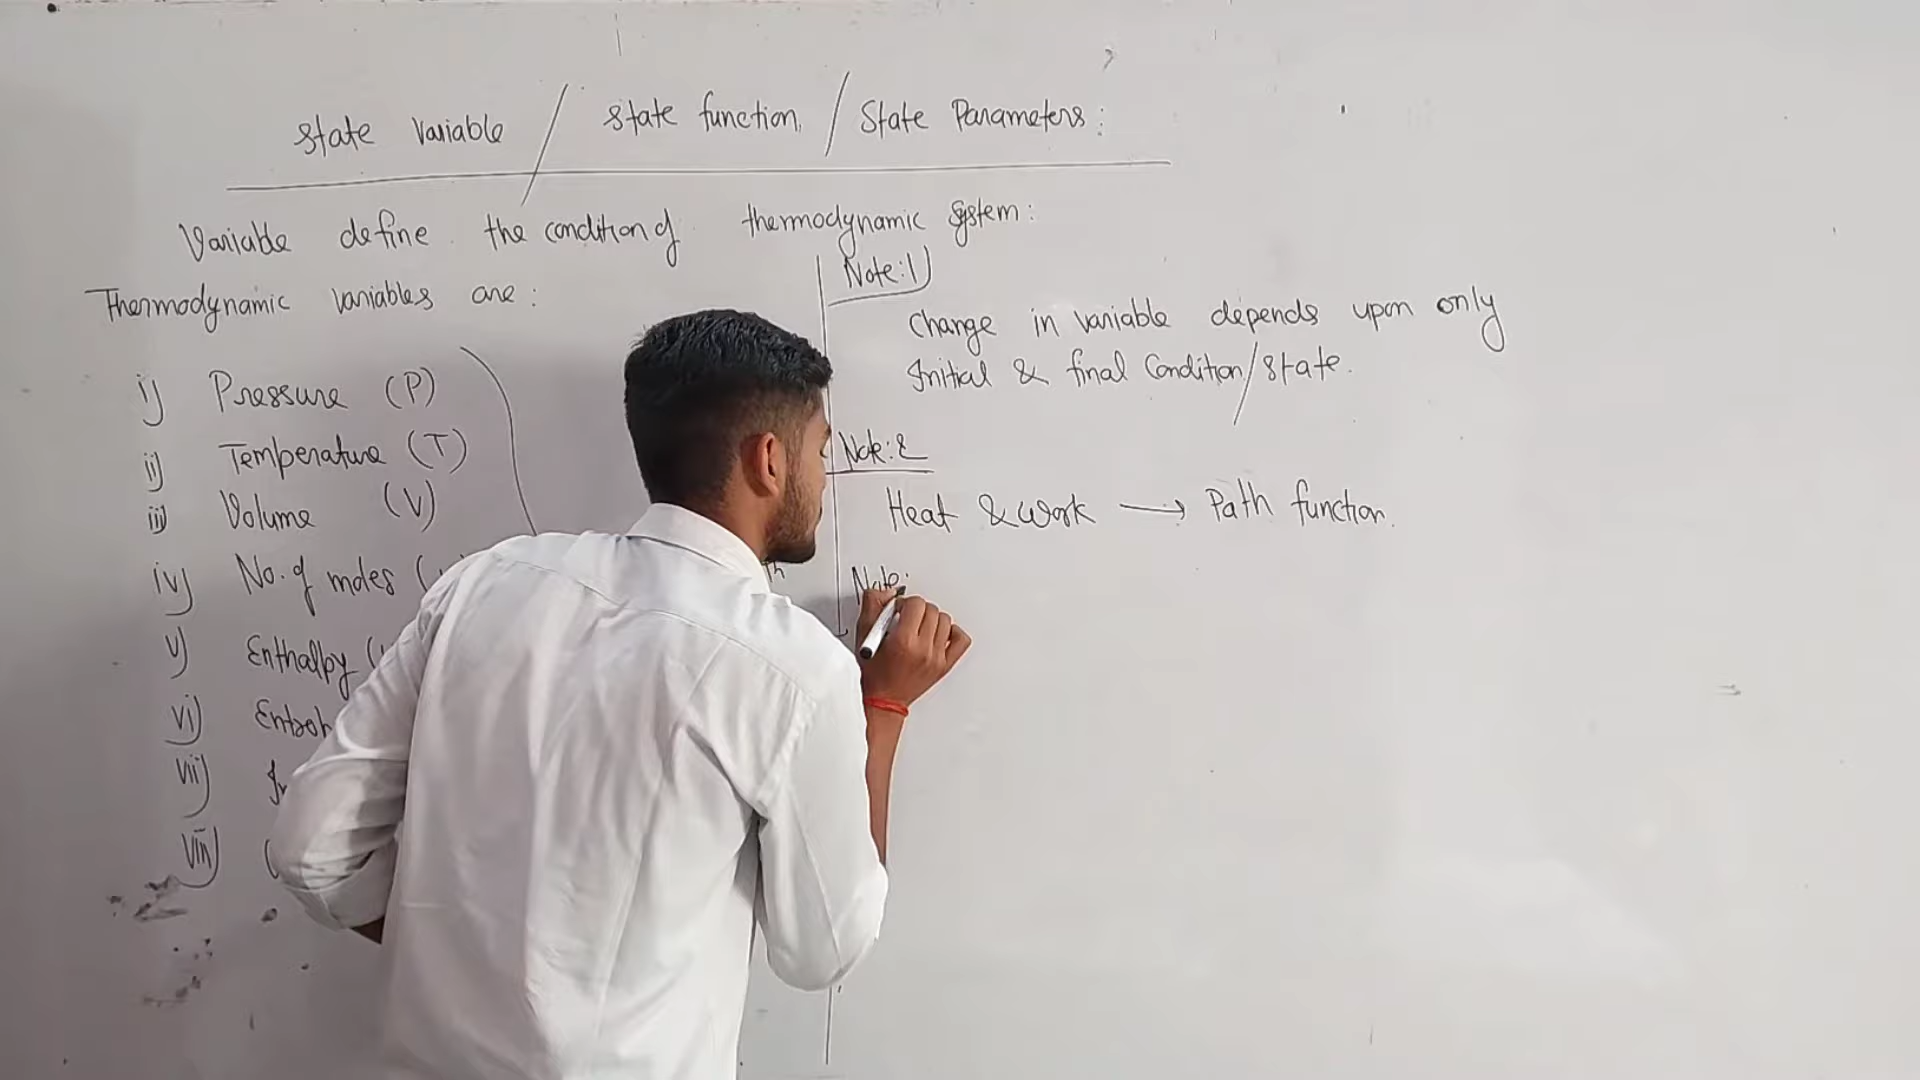 State Variable / State function / State Parameters:
Variable define the condition of thermodynamic System:
Thermodynamic variables are:
i) Pressure (P)
ii) Temperature (T)
iii) Volume (V)
iv) No. of moles (
v) Enthalpy (
vi)
vii)
viii) (
Note:1)
Change in variable depends upon only
Initial & final Condition/State.
Note:2
Heat & work → Path function.
Note: